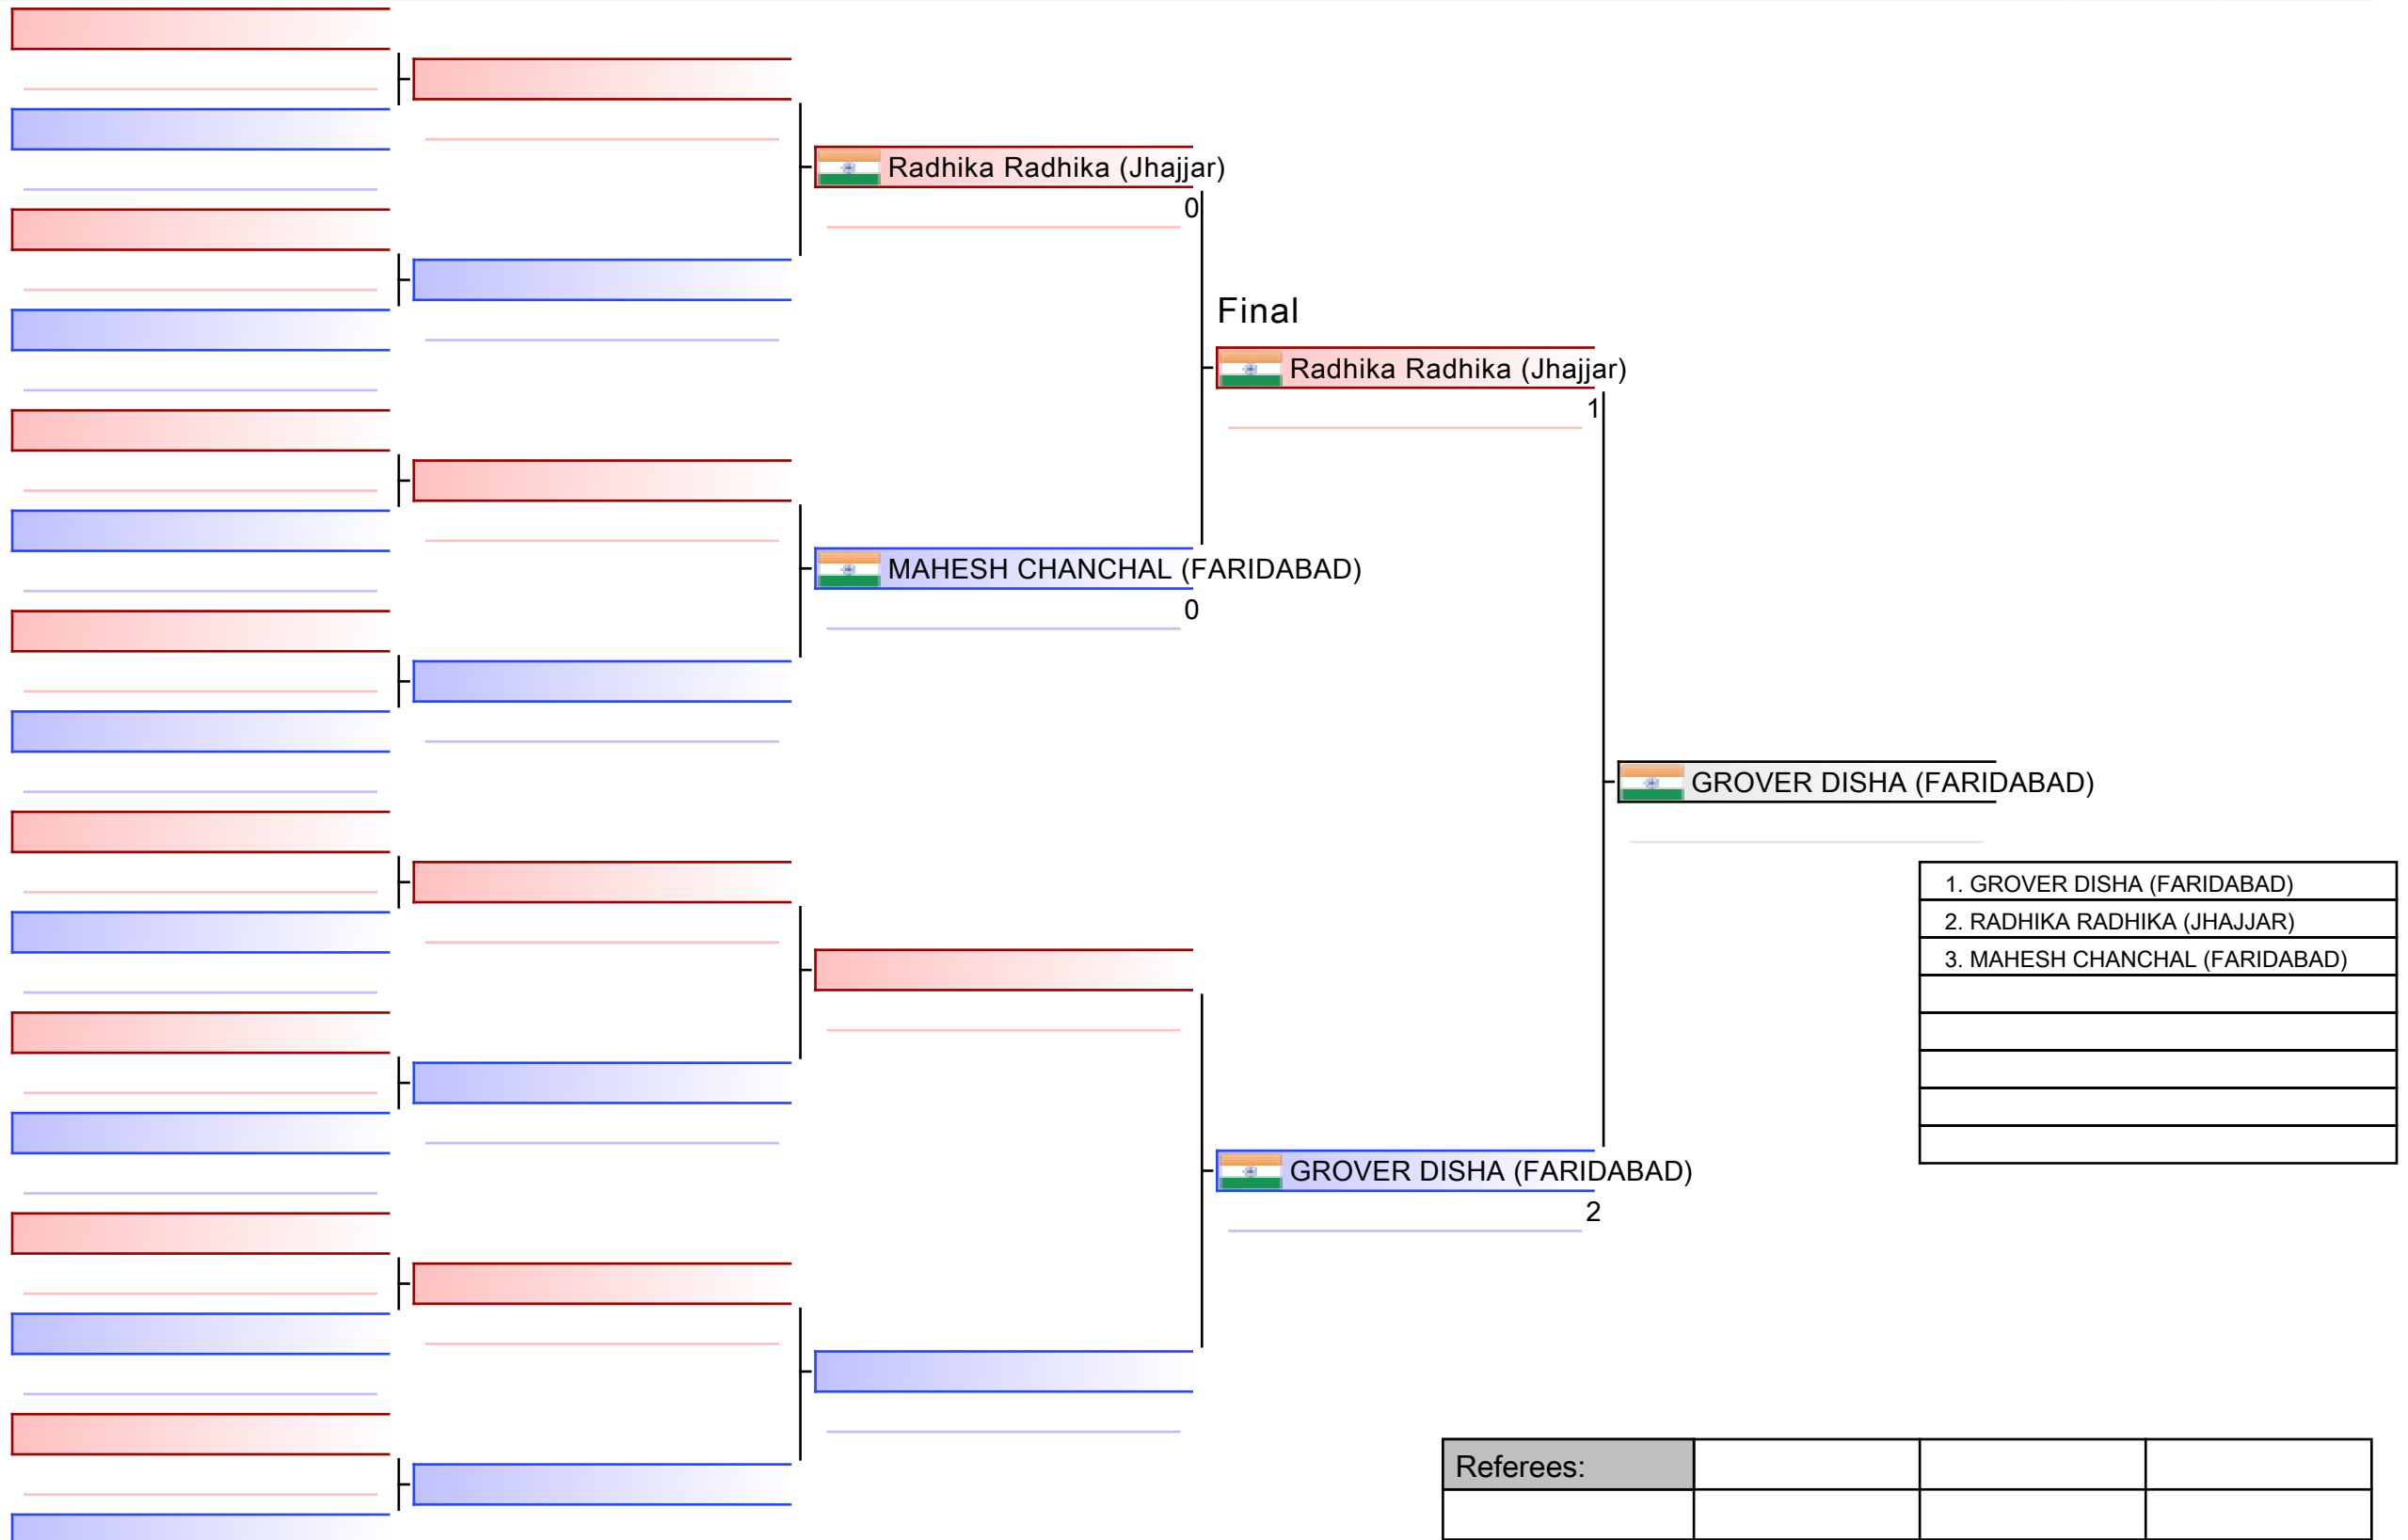 Radhika Radhika (Jhajjar)
0
Final
Radhika Radhika (Jhajjar)
1
MAHESH CHANCHAL (FARIDABAD)
0
GROVER DISHA (FARIDABAD)
1. GROVER DISHA (FARIDABAD)
2. RADHIKA RADHIKA (JHAJJAR)
3. MAHESH CHANCHAL (FARIDABAD)
GROVER DISHA (FARIDABAD)
2
Referees: